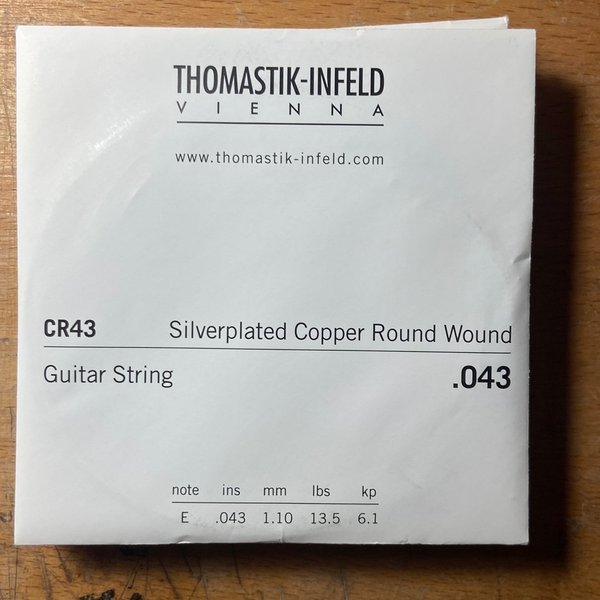 THOMASTIK-INFELD
VIENNA
www.thomastik-infeld.com
CR43 Silverplated Copper Round Wound
Guitar String .043
note ins mm lbs kp
E .043 1.10 13.5 6.1